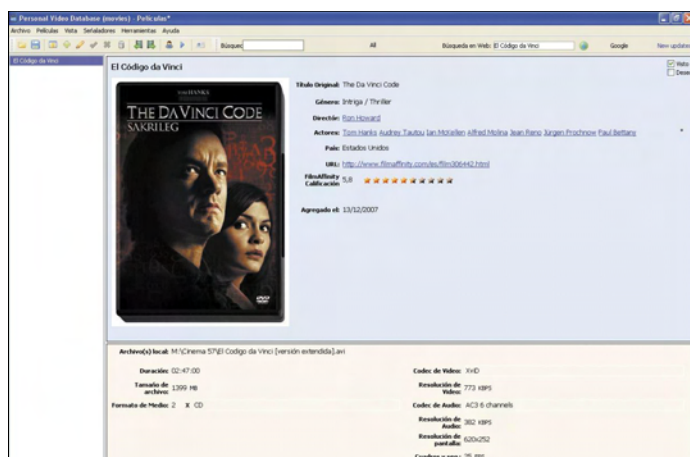 Personal Video Database (movies) - Películas*
Archivo Películas Vista Señaladores Herramientas Ayuda
Búsqued All Búsqueda en Web: El Código da Vinci Google New updates
El Código da Vinci
El Código da Vinci
Visto
Título Original: The Da Vinci Code
Género: Intriga / Thriller
Dirección: Ron Howard
Actores: Tom Hanks Audrey Tautou Ian McKellen Alfred Molina Jean Reno Jürgen Prochnow Paul Bettany
País: Estados Unidos
URL: http://www.filmaffinity.com/es/film306442.html
FilmAffinity
Calificación 5,8
Agregado el: 13/12/2007
TOM HANKS
THE DA VINCI CODE
SAKRILEG
DVD
Archivo(s) local: M:\Cinema 57\El Codigo da Vinci [versión extendida].avi
Duración: 02:47:00
Tamaño de
archivo: 1399 MB
Formato de Medio: 2 X CD
Codec de Video: XviD
Resolución de
Video: 773 KBPS
Codec de Audio: AC3 6 channels
Resolución de
Audio: 382 KBPS
Resolución de
pantalla: 620x252